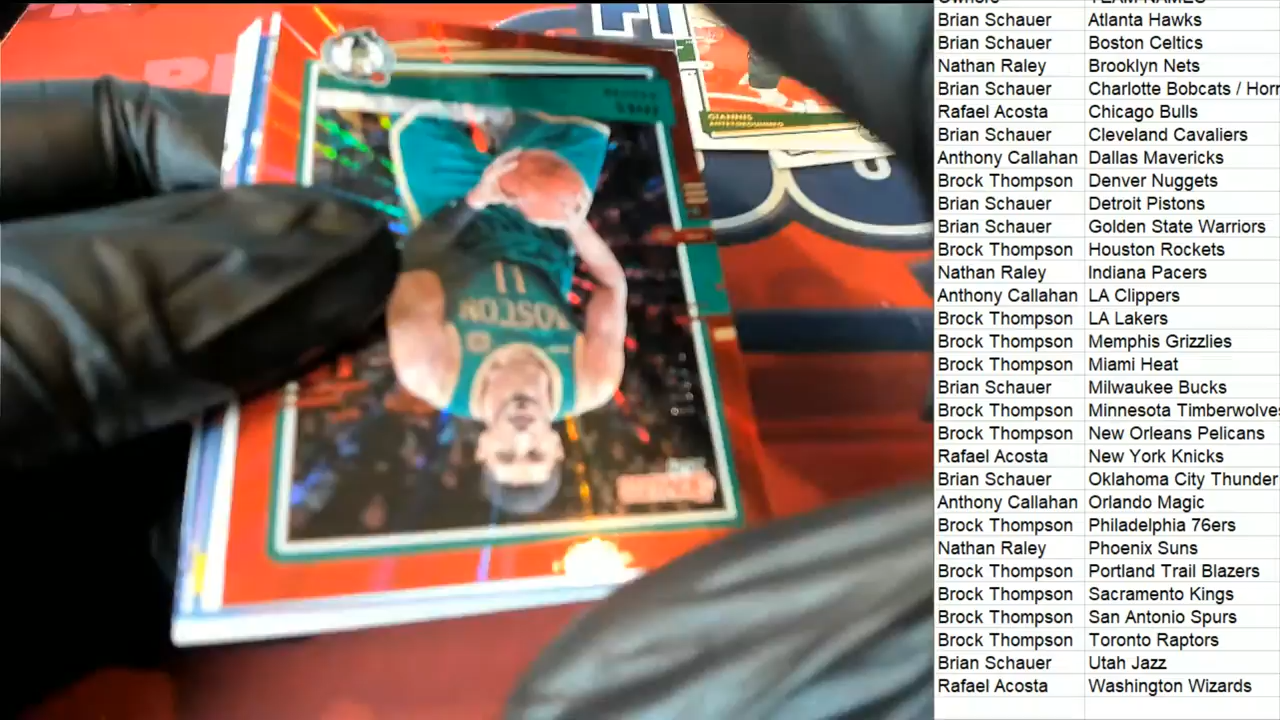 GIANNIS
ANTETOKOUNMPO
BOSTON
11
Owners TEAM NAMES
Brian Schauer Atlanta Hawks
Brian Schauer Boston Celtics
Nathan Raley Brooklyn Nets
Brian Schauer Charlotte Bobcats / Horr
Rafael Acosta Chicago Bulls
Brian Schauer Cleveland Cavaliers
Anthony Callahan Dallas Mavericks
Brock Thompson Denver Nuggets
Brian Schauer Detroit Pistons
Brian Schauer Golden State Warriors
Brock Thompson Houston Rockets
Nathan Raley Indiana Pacers
Anthony Callahan LA Clippers
Brock Thompson LA Lakers
Brock Thompson Memphis Grizzlies
Brock Thompson Miami Heat
Brian Schauer Milwaukee Bucks
Brock Thompson Minnesota Timberwolves
Brock Thompson New Orleans Pelicans
Rafael Acosta New York Knicks
Brian Schauer Oklahoma City Thunder
Anthony Callahan Orlando Magic
Brock Thompson Philadelphia 76ers
Nathan Raley Phoenix Suns
Brock Thompson Portland Trail Blazers
Brock Thompson Sacramento Kings
Brock Thompson San Antonio Spurs
Brock Thompson Toronto Raptors
Brian Schauer Utah Jazz
Rafael Acosta Washington Wizards